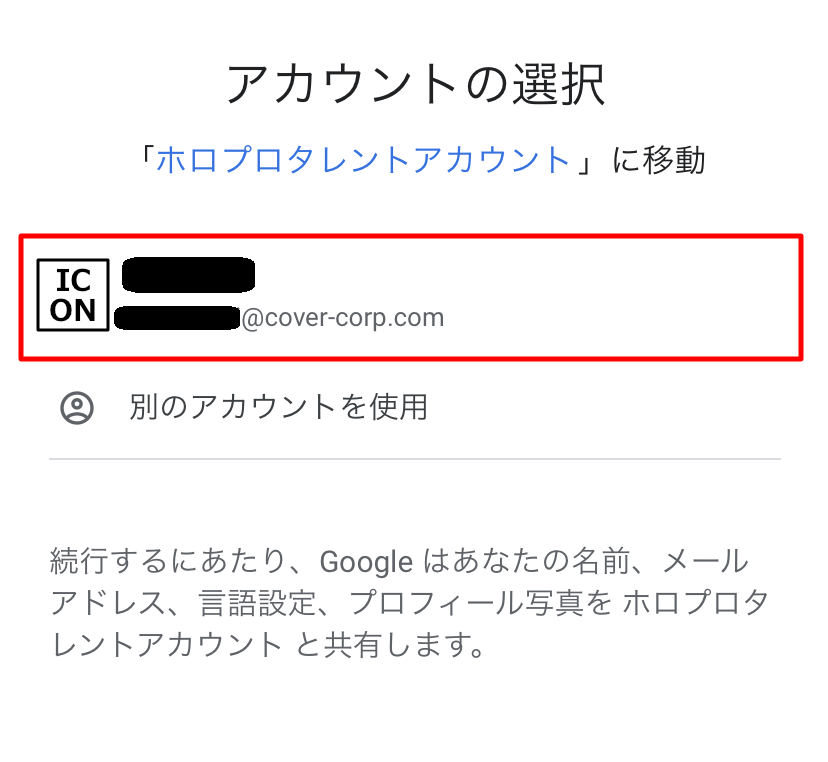 アカウントの選択
「ホロプロタレントアカウント」に移動
IC
ON
@cover-corp.com
別のアカウントを使用
続行するにあたり、Google はあなたの名前、メール
アドレス、言語設定、プロフィール写真を ホロプロタ
レントアカウント と共有します。